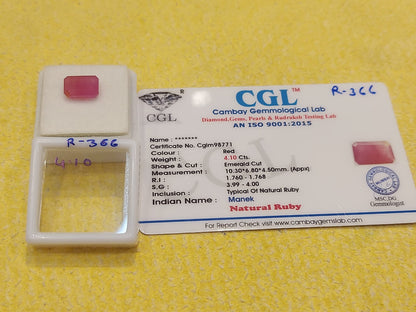 R-366
4.10
R-366
CGL™
Cambay Gemmological Lab
Diamond, Gems, Pearls & Rudraksh Testing Lab
AN ISO 9001:2015
CGL
Name : *******
Certificate No. Cglm98771
Colour : Red
Weight : 4.10 Cts.
Shape & Cut : Emerald Cut
Measurement : 10.30*6.80*4.50mm. (Appx)
R.I : 1.760 - 1.768
S.G : 3.99 - 4.00
Inclusion : Typical Of Natural Ruby
Indian Name : Manek
Natural Ruby
MSC,DG
Gemmologist
For Report Check Visit - www.cambaygemlab.com